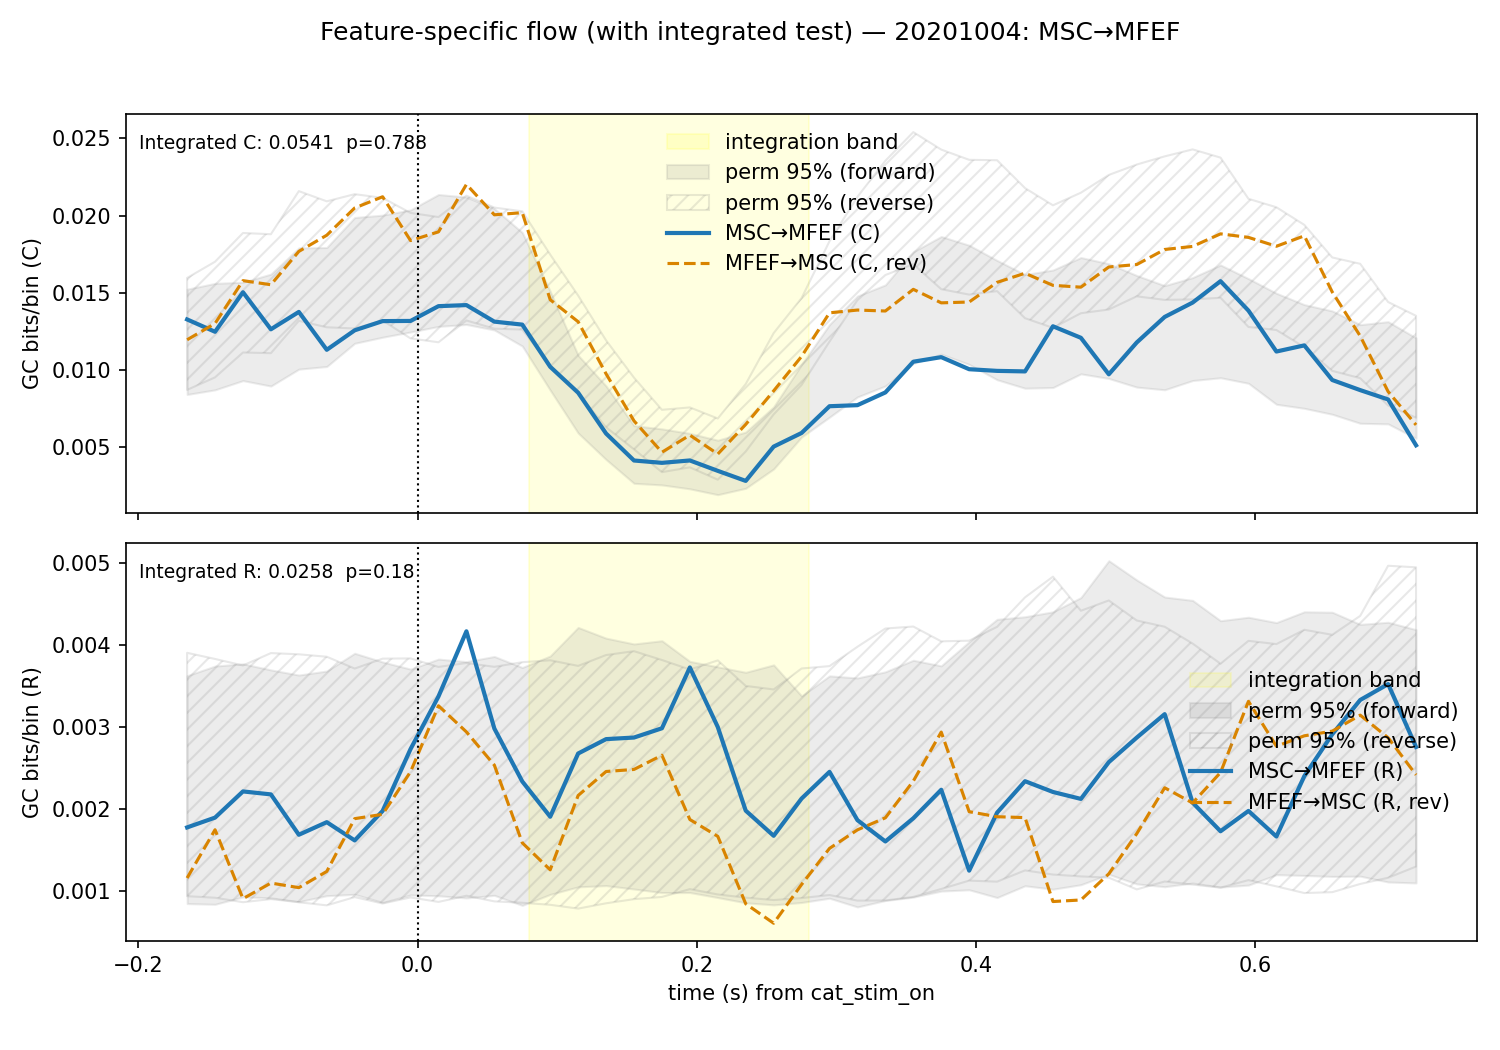 Feature-specific flow (with integrated test) — 20201004: MSC→MFEF
Integrated C: 0.0541  p=0.788
integration band
perm 95% (forward)
perm 95% (reverse)
MSC→MFEF (C)
MFEF→MSC (C, rev)
GC bits/bin (C)
0.025
0.020
0.015
0.010
0.005
Integrated R: 0.0258  p=0.18
integration band
perm 95% (forward)
perm 95% (reverse)
MSC→MFEF (R)
MFEF→MSC (R, rev)
GC bits/bin (R)
0.005
0.004
0.003
0.002
0.001
−0.2 0.0 0.2 0.4 0.6
time (s) from cat_stim_on